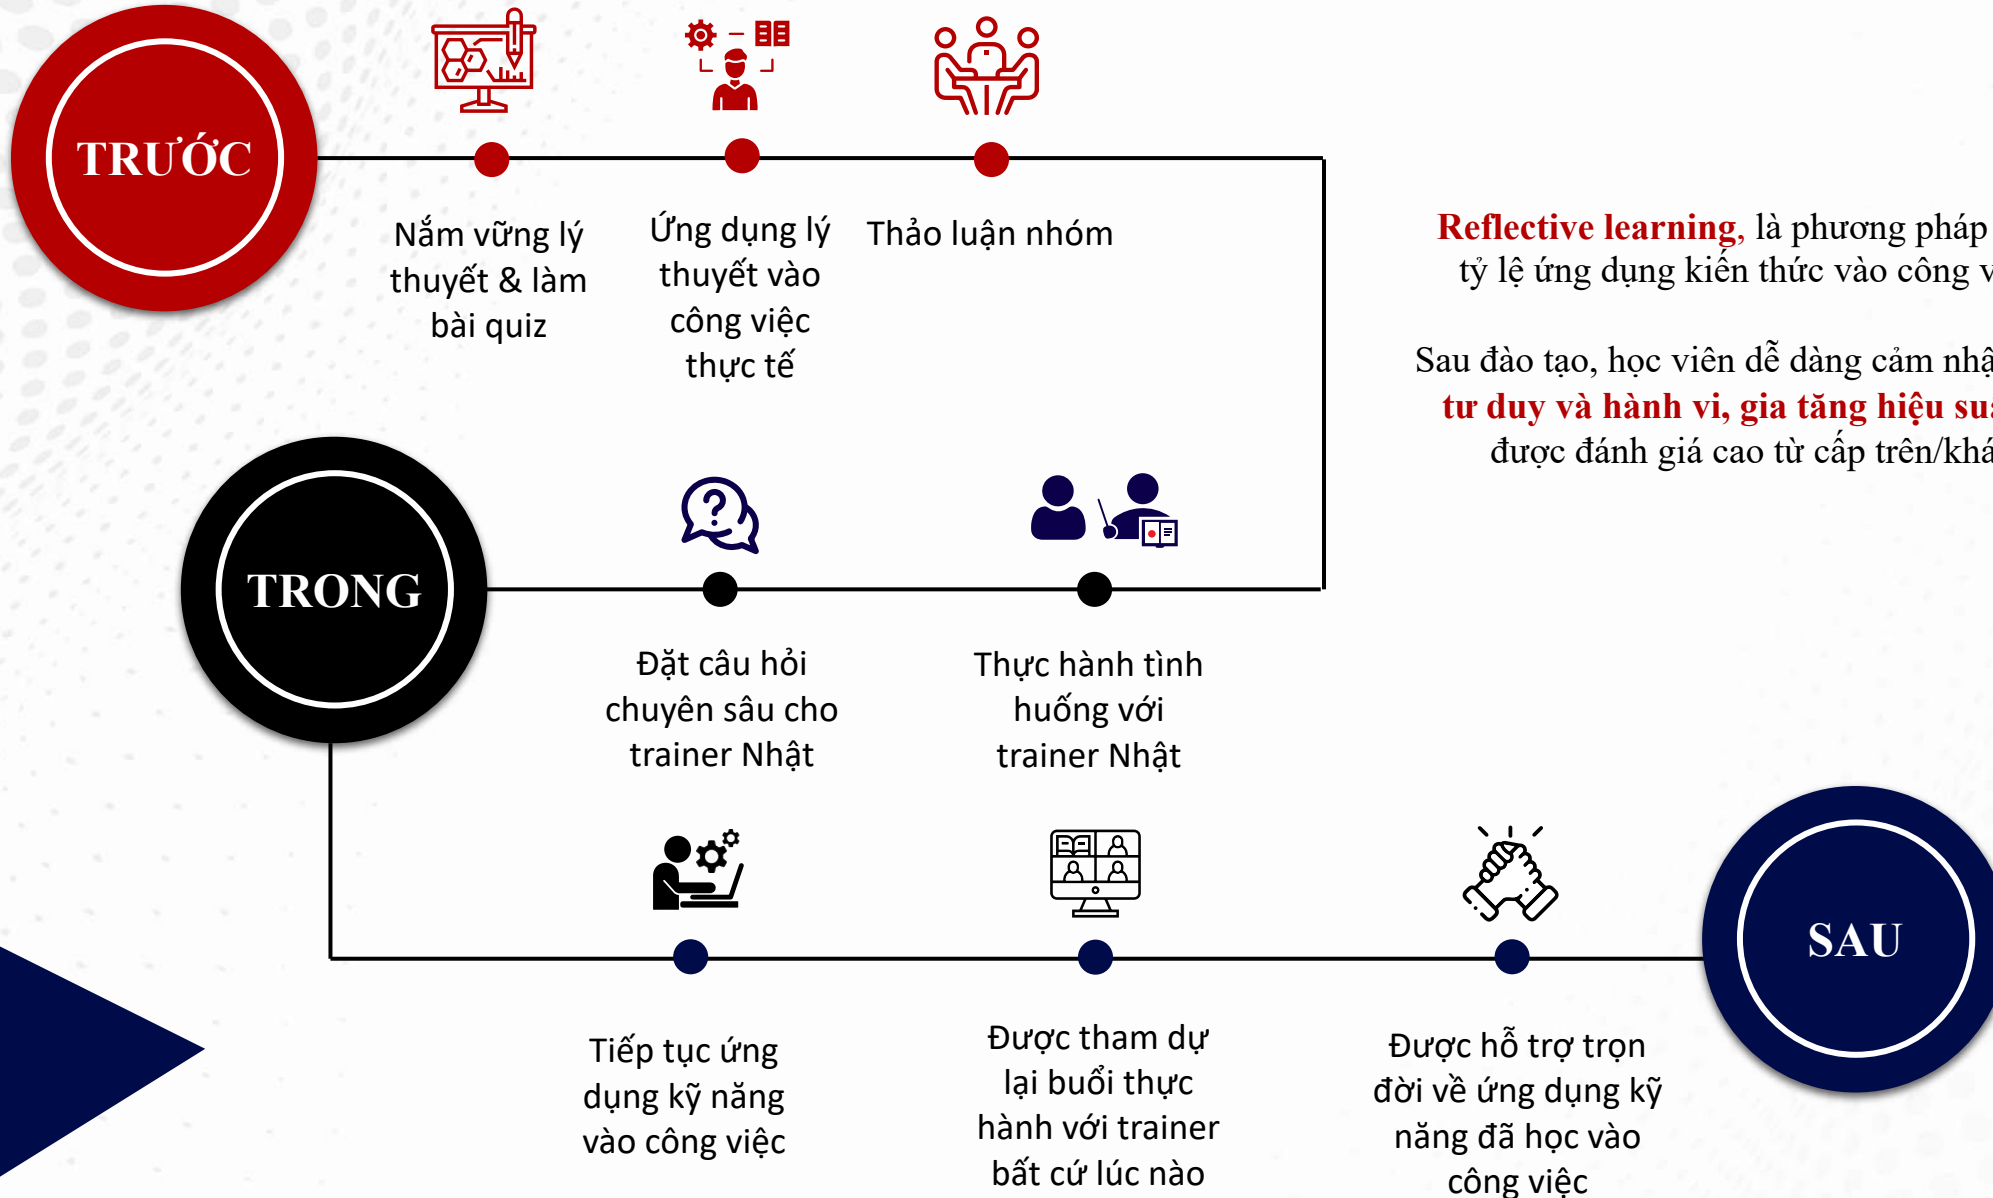 TRƯỚC
Nắm vững lý
thuyết & làm
bài quiz
Ứng dụng lý
thuyết vào
công việc
thực tế
Thảo luận nhóm
Reflective learning, là phương pháp
tỷ lệ ứng dụng kiến thức vào công
Sau đào tạo, học viên dễ dàng cảm
tư duy và hành vi, gia tăng hiệu
được đánh giá cao từ cấp
TRONG
Đặt câu hỏi
chuyên sâu cho
trainer Nhật
Thực hành tình
huống với
trainer Nhật
SAU
Tiếp tục ứng
dụng kỹ năng
vào công việc
Được tham dự
lại buổi thực
hành với trainer
bất cứ lúc nào
Được hỗ trợ trọn
đời về ứng dụng kỹ
năng đã học vào
công việc